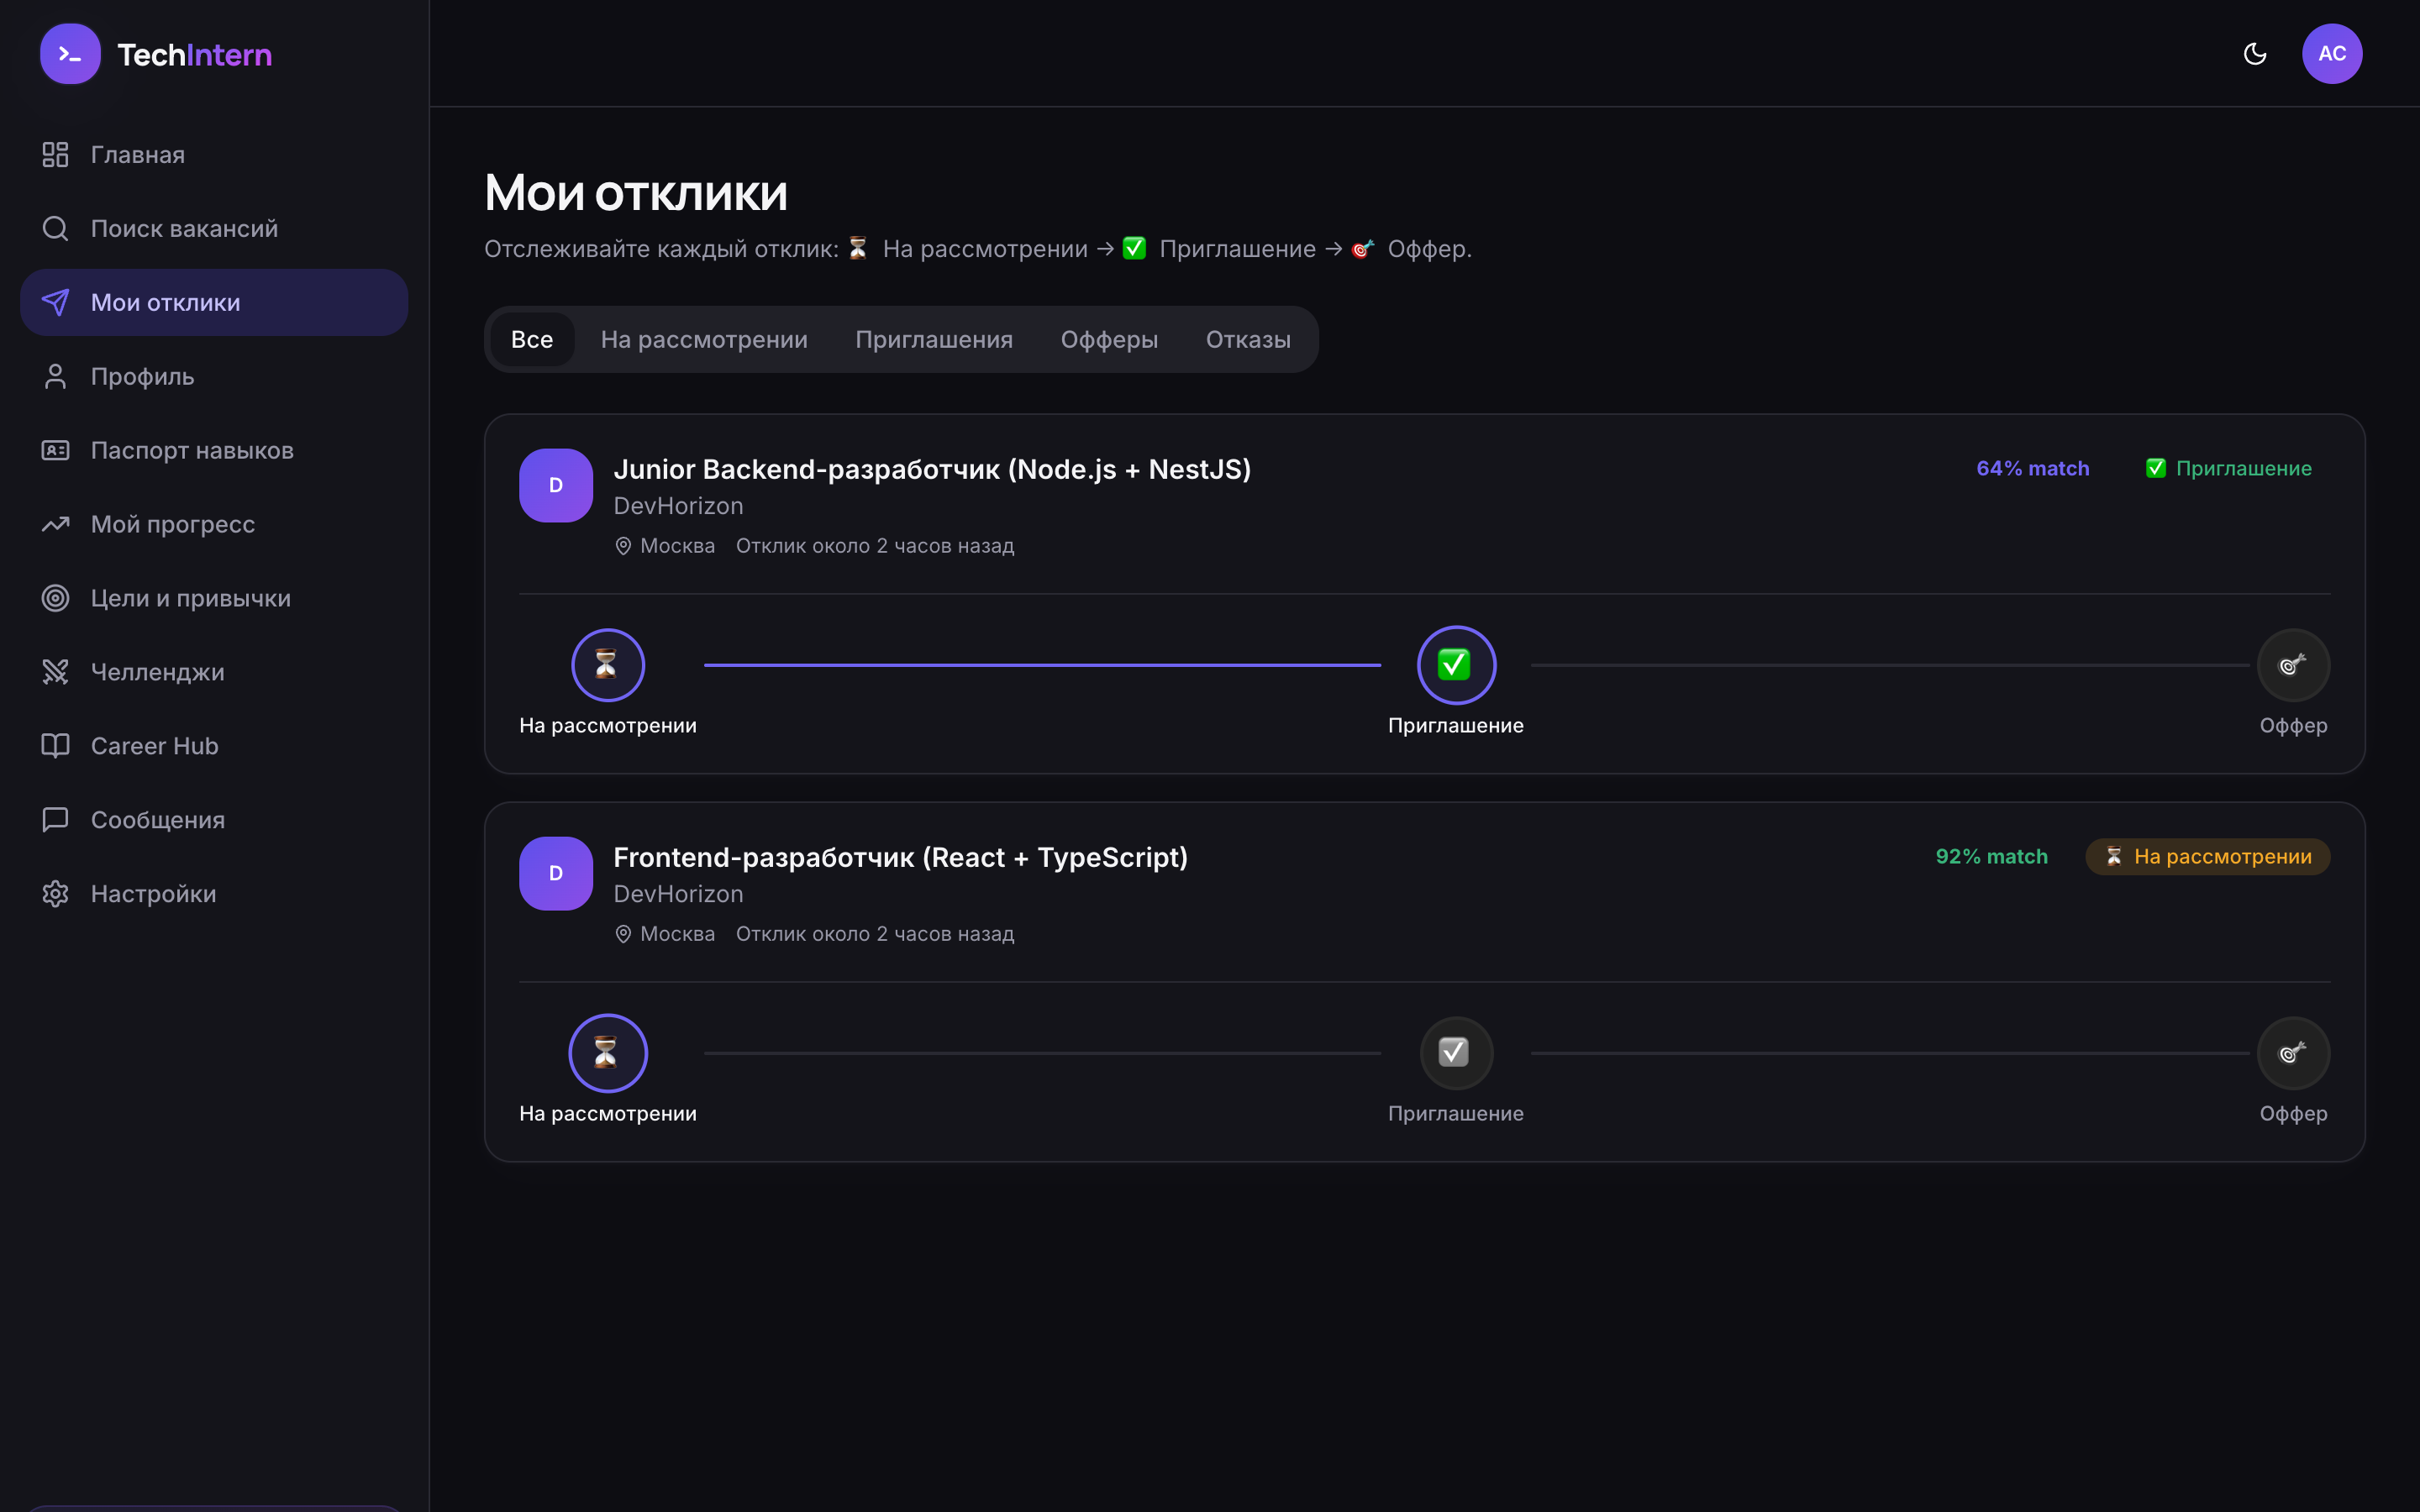 TechIntern
AC
Главная
Поиск вакансий
Мои отклики
Профиль
Паспорт навыков
Мой прогресс
Цели и привычки
Челленджи
Career Hub
Сообщения
Настройки
Мои отклики
Отслеживайте каждый отклик: ⏳ На рассмотрении → ✅ Приглашение → 🎯 Оффер.
Все На рассмотрении Приглашения Офферы Отказы
D
Junior Backend-разработчик (Node.js + NestJS)
64% match ✅ Приглашение
DevHorizon
Москва Отклик около 2 часов назад
На рассмотрении Приглашение Оффер
D
Frontend-разработчик (React + TypeScript)
92% match ⏳ На рассмотрении
DevHorizon
Москва Отклик около 2 часов назад
На рассмотрении Приглашение Оффер